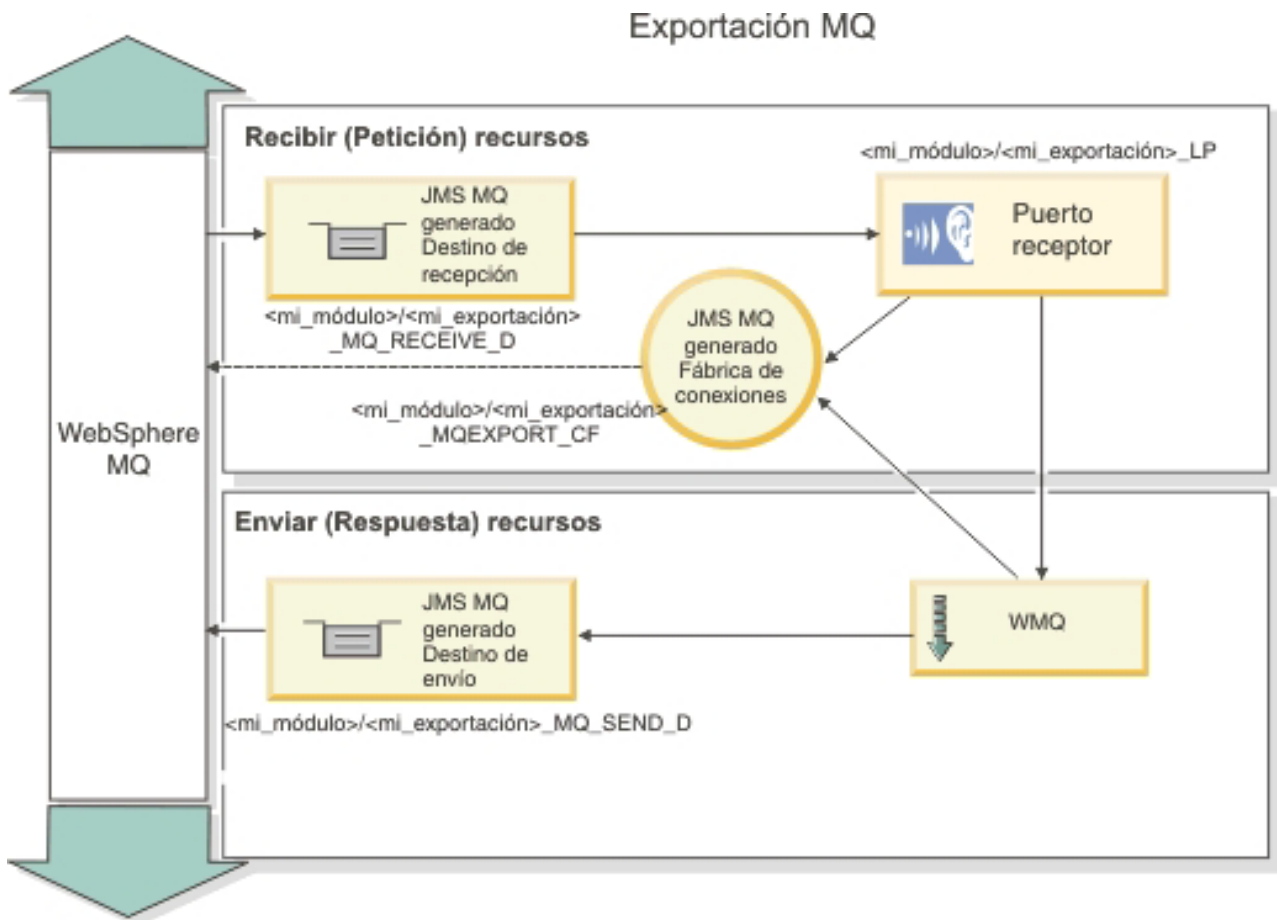 Exportación MQ
Recibir (Petición) recursos
<mi_módulo>/<mi_exportación>_LP
JMS MQ
generado
Destino de
recepción
Puerto
receptor
<mi_módulo>/<mi_exportación>
_MQ_RECEIVE_D
JMS MQ
generado
Fábrica de
conexiones
<mi_módulo>/<mi_exportación>
_MQEXPORT_CF
WebSphere
MQ
Enviar (Respuesta) recursos
JMS MQ
generado
Destino de
envío
WMQ
<mi_módulo>/<mi_exportación>_MQ_SEND_D